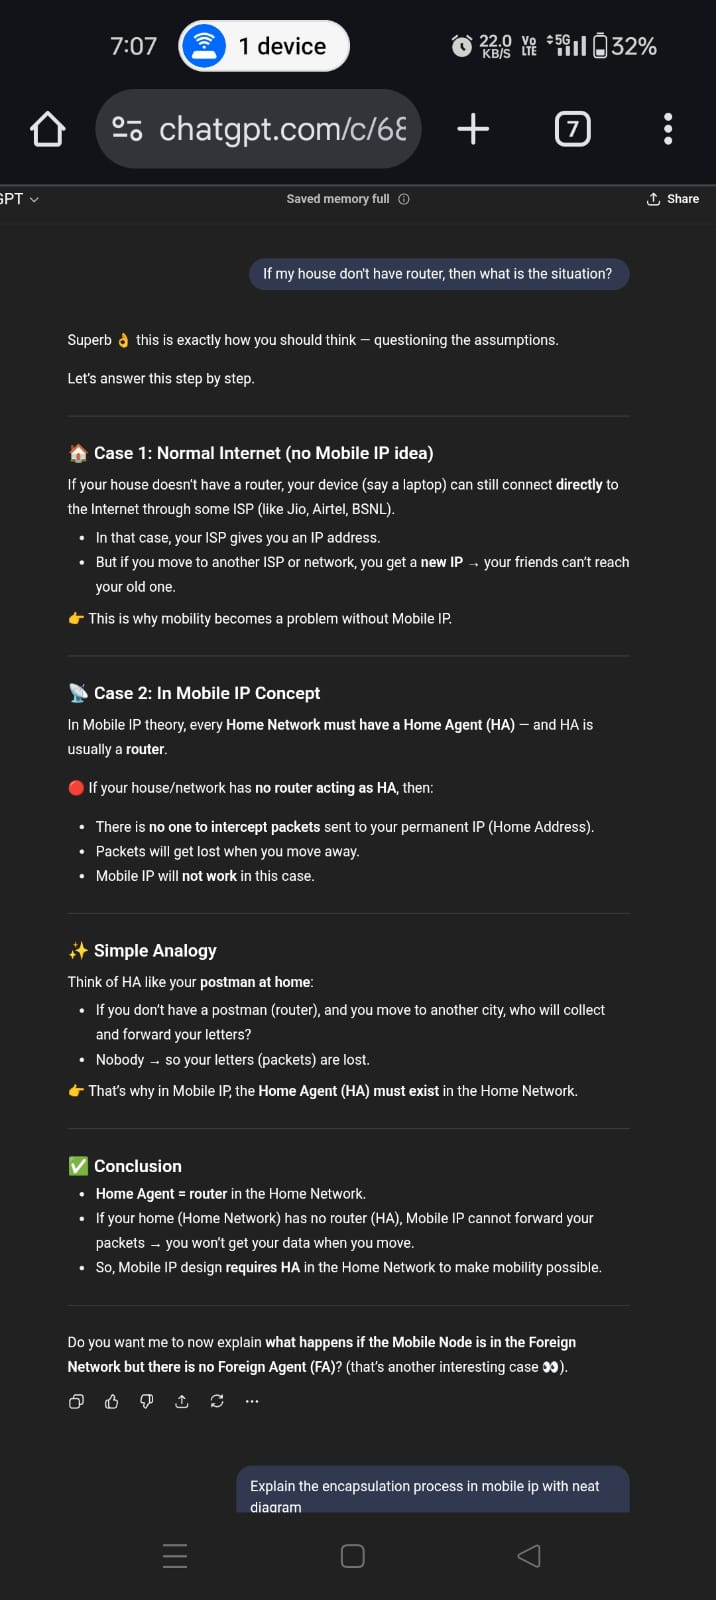 7:07
1 device
22.0
KB/S
Vo
LTE
5G
32%
chatgpt.com/c/68
7
GPT
Saved memory full
Share
If my house don't have router, then what is the situation?
Superb 👌 this is exactly how you should think — questioning the assumptions.
Let's answer this step by step.
🏠 Case 1: Normal Internet (no Mobile IP idea)
If your house doesn't have a router, your device (say a laptop) can still connect directly to
the Internet through some ISP (like Jio, Airtel, BSNL).
• In that case, your ISP gives you an IP address.
• But if you move to another ISP or network, you get a new IP → your friends can't reach
your old one.
👉 This is why mobility becomes a problem without Mobile IP.
📡 Case 2: In Mobile IP Concept
In Mobile IP theory, every Home Network must have a Home Agent (HA) — and HA is
usually a router.
🔴 If your house/network has no router acting as HA, then:
• There is no one to intercept packets sent to your permanent IP (Home Address).
• Packets will get lost when you move away.
• Mobile IP will not work in this case.
✨ Simple Analogy
Think of HA like your postman at home:
• If you don't have a postman (router), and you move to another city, who will collect
and forward your letters?
• Nobody → so your letters (packets) are lost.
👉 That's why in Mobile IP, the Home Agent (HA) must exist in the Home Network.
✅ Conclusion
• Home Agent = router in the Home Network.
• If your home (Home Network) has no router (HA), Mobile IP cannot forward your
packets → you won't get your data when you move.
• So, Mobile IP design requires HA in the Home Network to make mobility possible.
Do you want me to now explain what happens if the Mobile Node is in the Foreign
Network but there is no Foreign Agent (FA)? (that's another interesting case 👀).
Explain the encapsulation process in mobile ip with neat
diagram